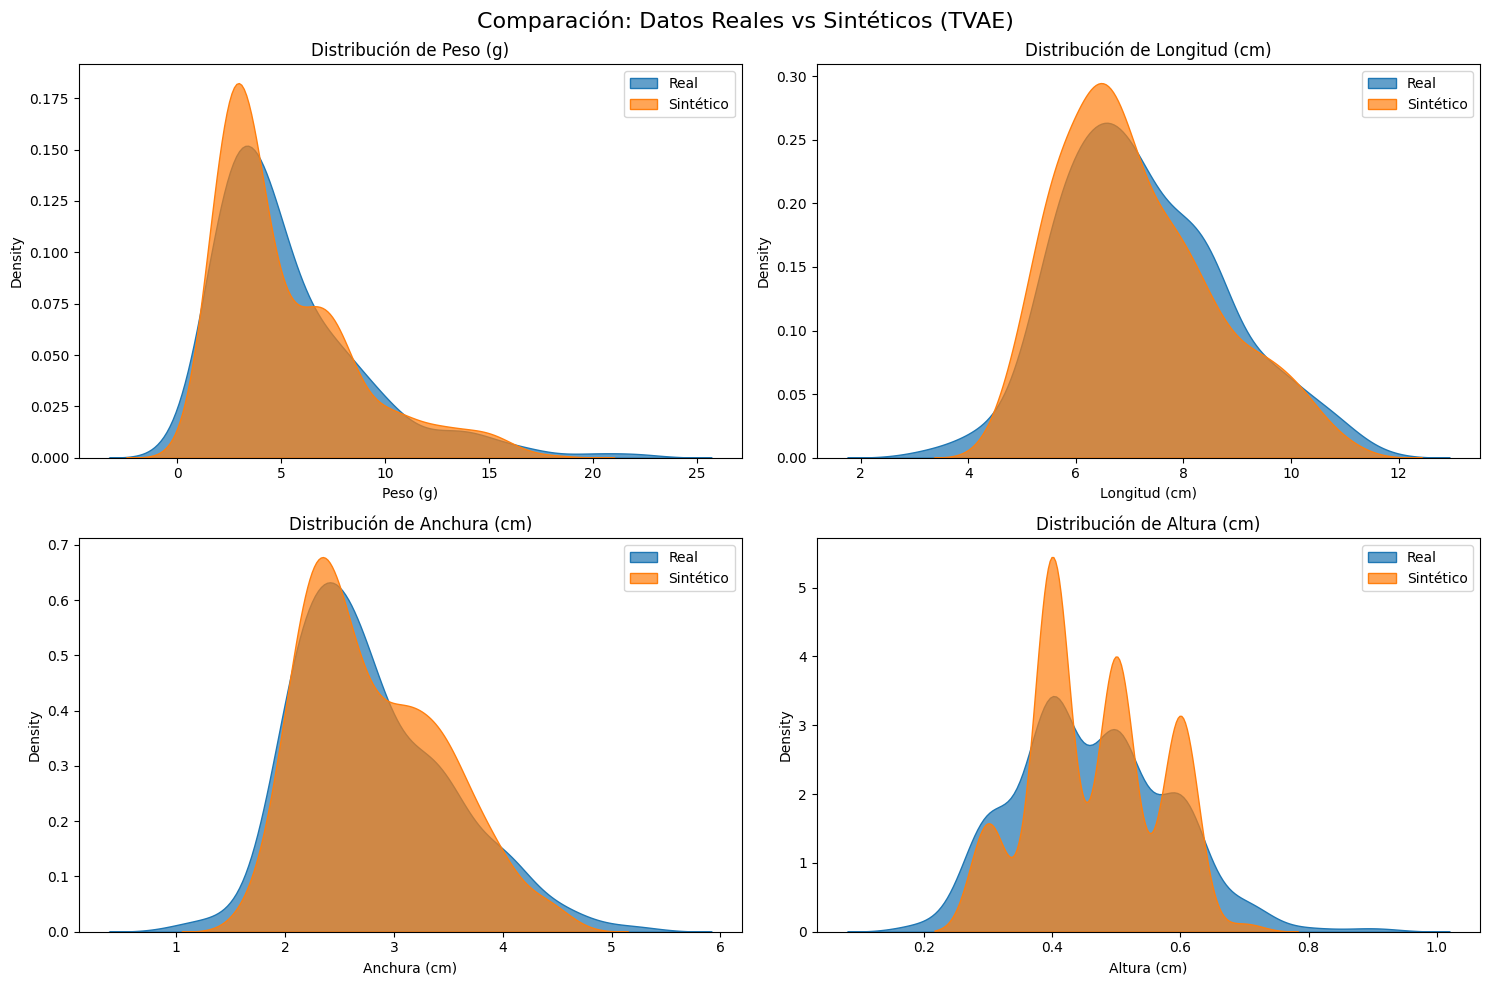 Comparación: Datos Reales vs Sintéticos (TVAE)
Distribución de Peso (g)
Real
Sintético
0.175
0.150
0.125
0.100
0.075
0.050
0.025
0.000
Density
0 5 10 15 20 25
Peso (g)
Distribución de Longitud (cm)
Real
Sintético
0.30
0.25
0.20
0.15
0.10
0.05
0.00
Density
2 4 6 8 10 12
Longitud (cm)
Distribución de Anchura (cm)
Real
Sintético
0.7
0.6
0.5
0.4
0.3
0.2
0.1
0.0
Density
1 2 3 4 5 6
Anchura (cm)
Distribución de Altura (cm)
Real
Sintético
5
4
3
2
1
0
Density
0.2 0.4 0.6 0.8 1.0
Altura (cm)